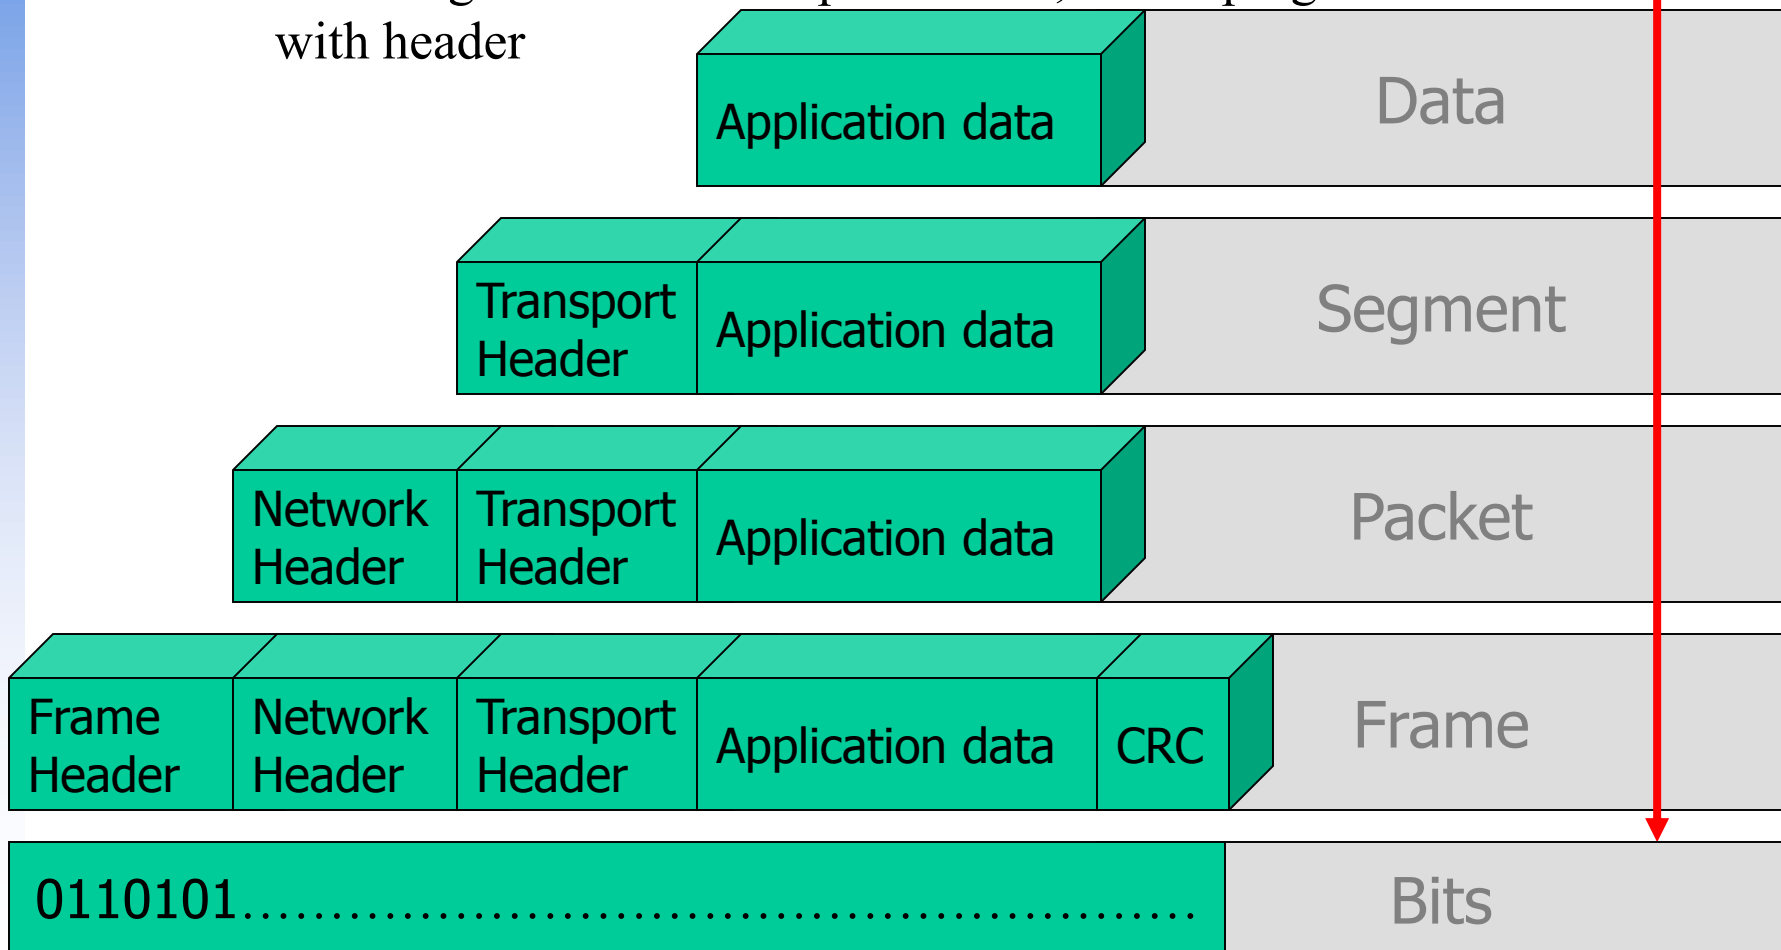 with header
Application data
Data
Transport
Header
Application data
Segment
Network
Header
Transport
Header
Application data
Packet
Frame
Header
Network
Header
Transport
Header
Application data
CRC
Frame
0110101......................................................
Bits